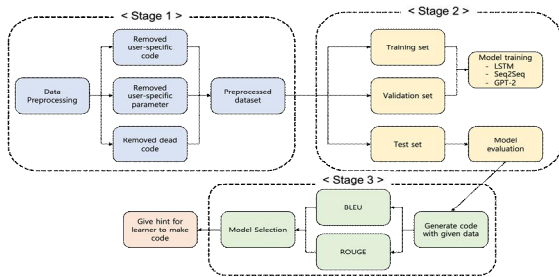 < Stage 1 >
Data
Preprocessing
Removed
user-specific
code
Removed
user-specific
parameter
Removed dead
code
Preprocessed
dataset
< Stage 2 >
Training set
Validation set
Test set
Model training
- LSTM
- Seq2Seq
- GPT-2
Model
evaluation
< Stage 3 >
Give hint for
learner to make
code
Model Selection
BLEU
ROUGE
Generate code
with given data